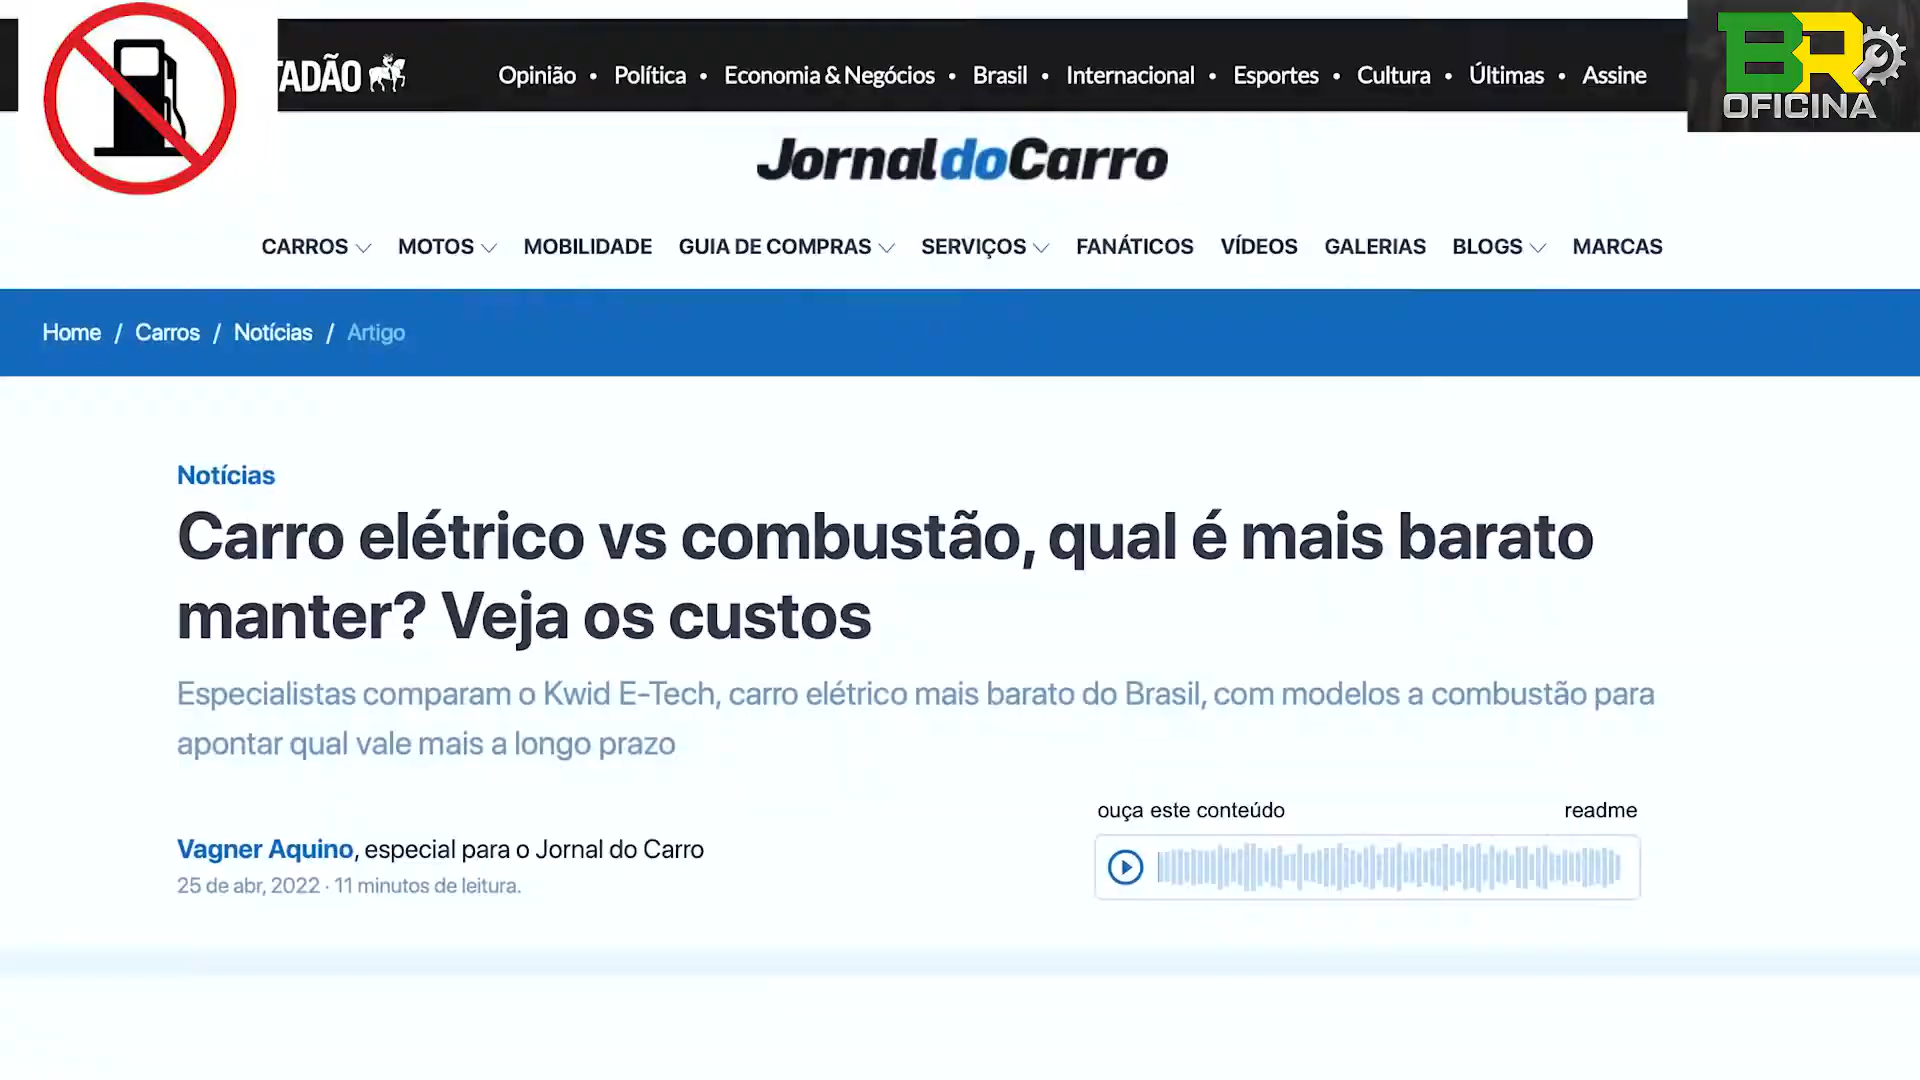 TADÃO
Opinião • Política • Economia & Negócios • Brasil • Internacional • Esportes • Cultura • Últimas • Assine
BR
OFICINA
JornaldoCarro
CARROS MOTOS MOBILIDADE GUIA DE COMPRAS SERVIÇOS FANÁTICOS VÍDEOS GALERIAS BLOGS MARCAS
Home / Carros / Notícias / Artigo
Notícias
Carro elétrico vs combustão, qual é mais barato
manter? Veja os custos
Especialistas comparam o Kwid E-Tech, carro elétrico mais barato do Brasil, com modelos a combustão para
apontar qual vale mais a longo prazo
ouça este conteúdo readme
Vagner Aquino, especial para o Jornal do Carro
25 de abr, 2022 · 11 minutos de leitura.